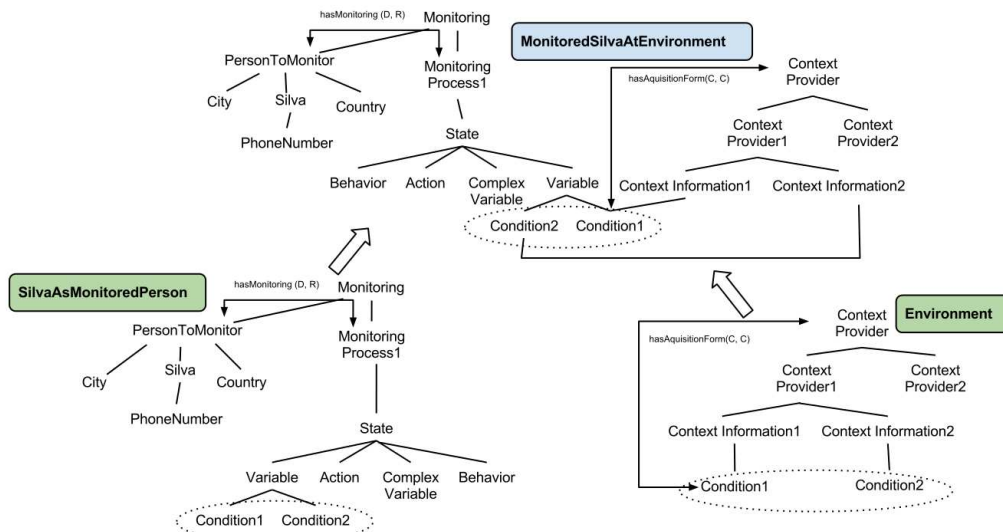 hasMonitoring (D, R)
Monitoring
MonitoredSilvaAtEnvironment
PersonToMonitor
Monitoring
Process1
hasAquisitionForm(C, C)
Context
Provider
City
Silva
Country
PhoneNumber
State
Context
Provider1
Context
Provider2
Behavior
Action
Complex
Variable
Variable
Context Information1
Context Information2
Condition2
Condition1
SilvaAsMonitoredPerson
hasMonitoring (D, R)
Monitoring
PersonToMonitor
Monitoring
Process1
City
Silva
Country
PhoneNumber
State
Variable
Action
Complex
Variable
Behavior
Condition1
Condition2
Environment
hasAquisitionForm(C, C)
Context
Provider
Context
Provider1
Context
Provider2
Context Information1
Context Information2
Condition1
Condition2